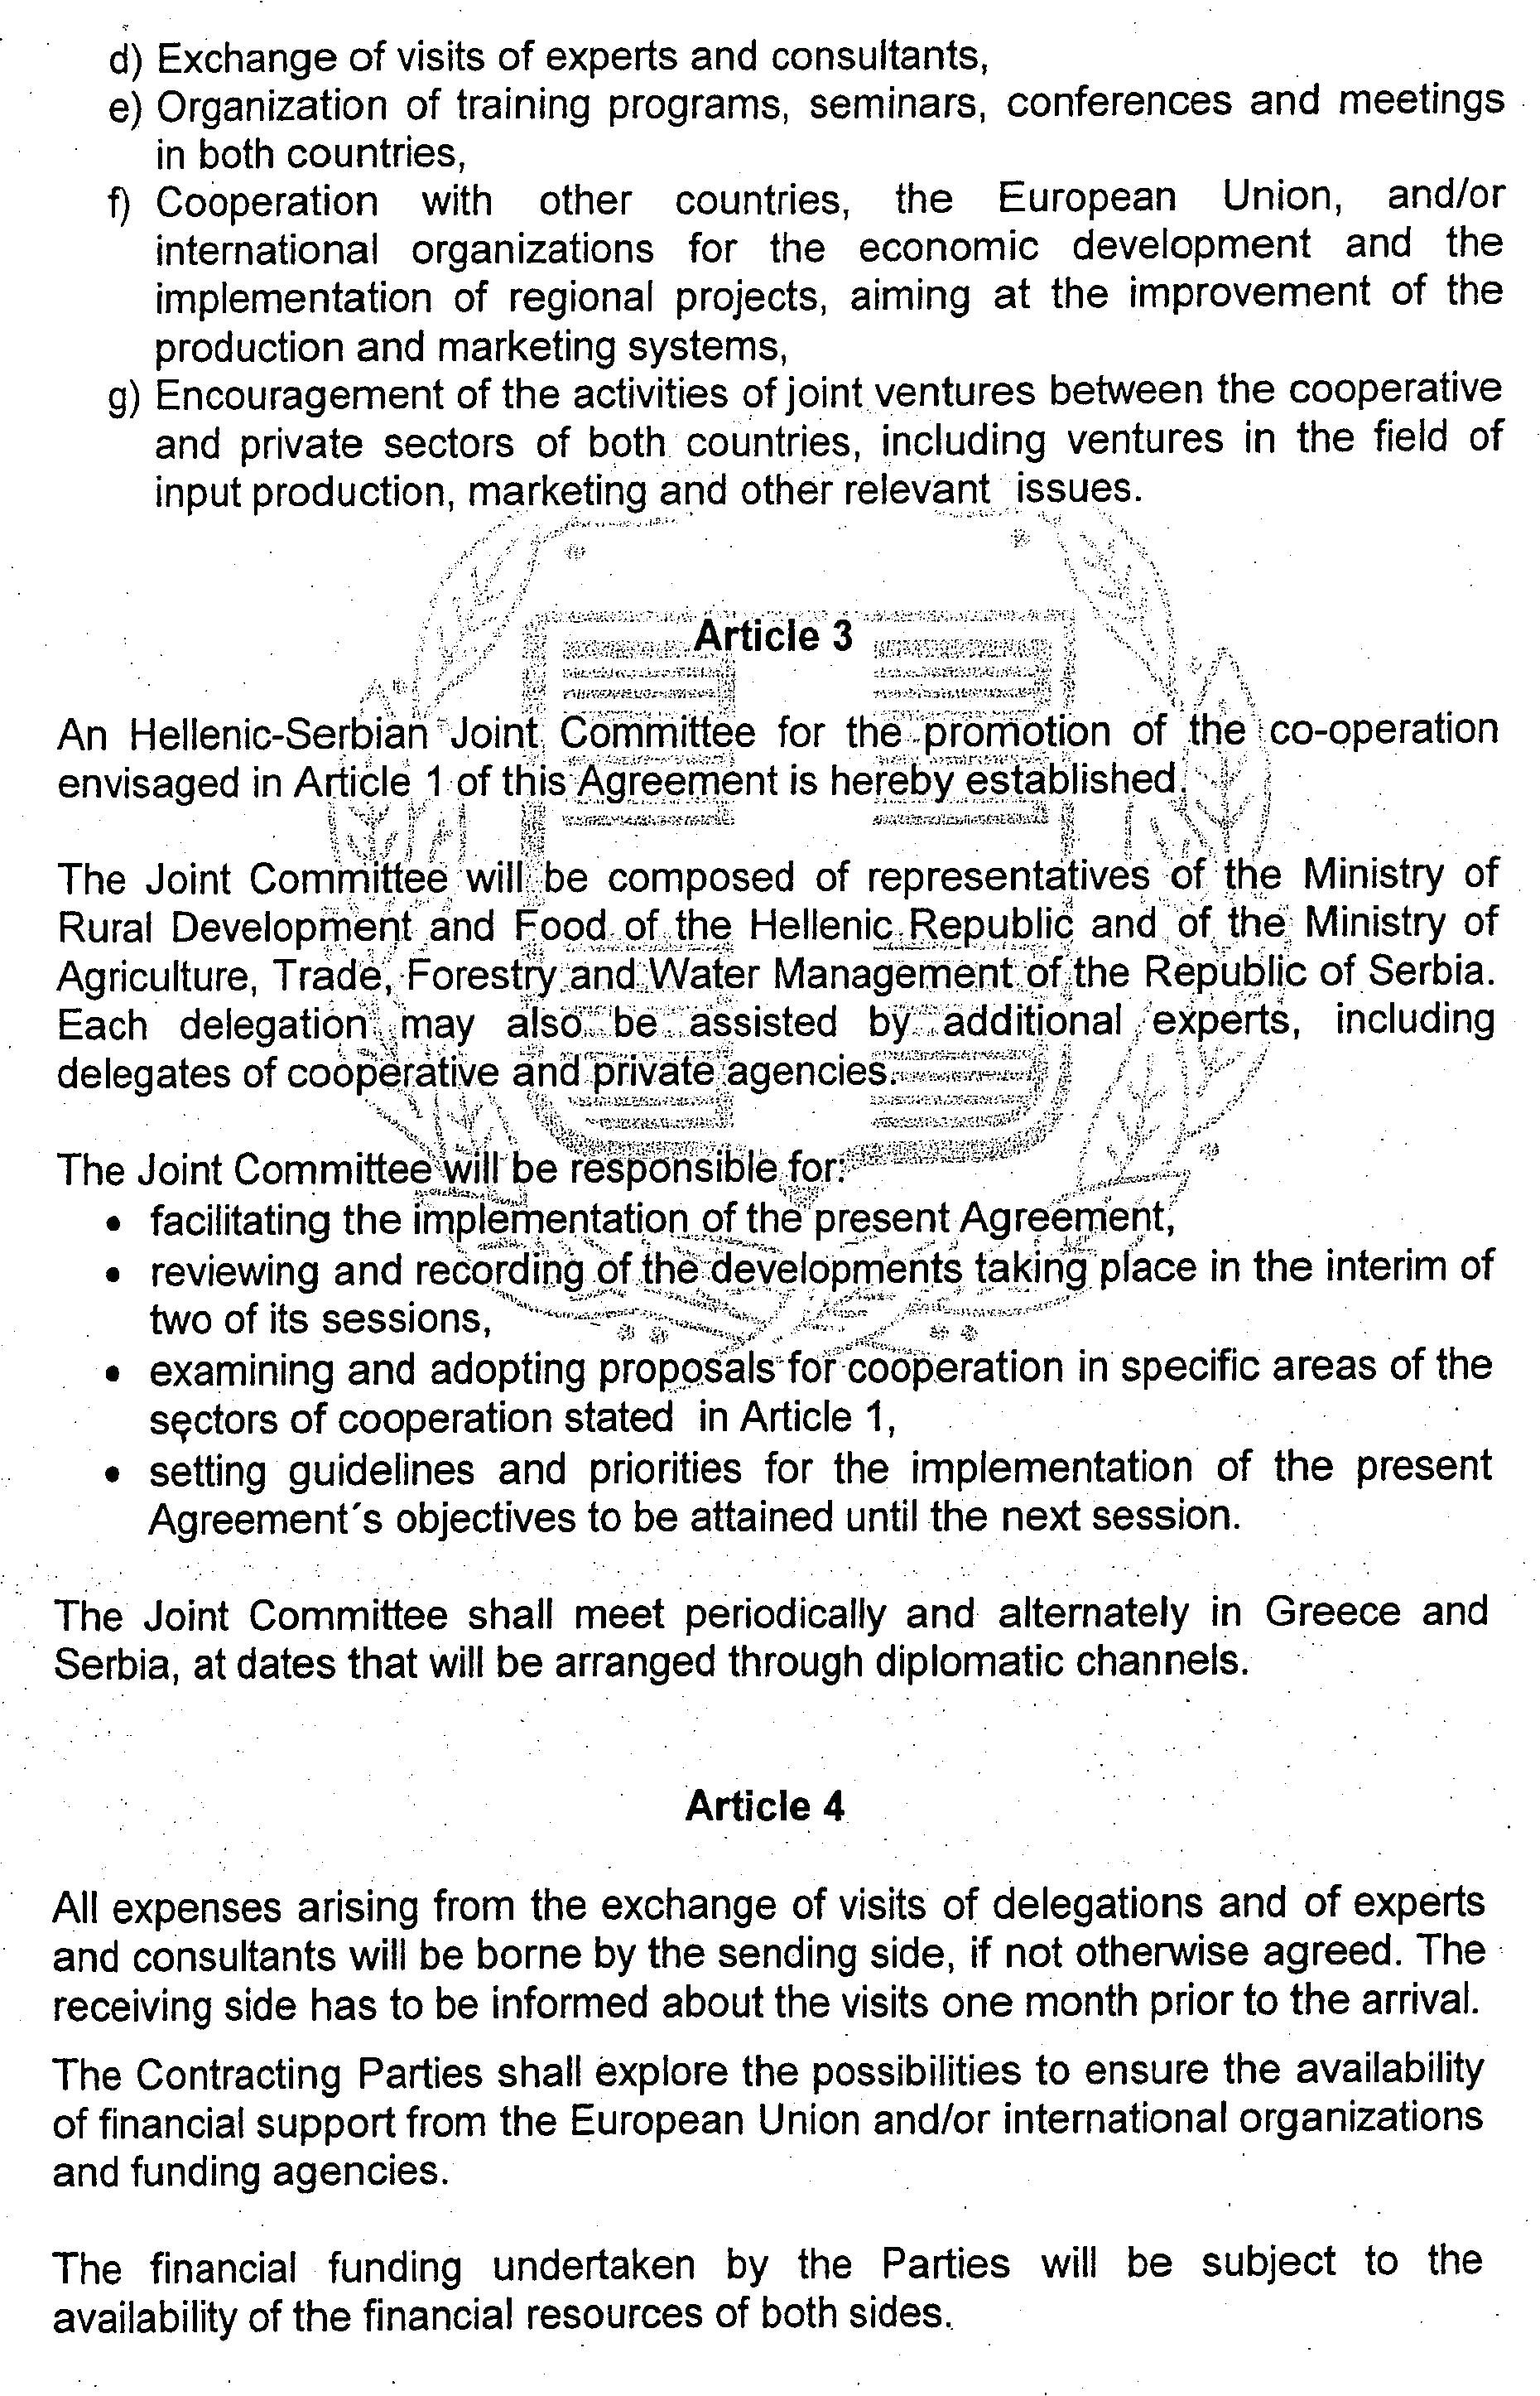 d) Exchange of visits of experts and consultants,
e) Organization of training programs, seminars, conferences and meetings
in both countries,
f) Cooperation with other countries, the European Union, and/or
international organizations for the economic development and the
implementation of regional projects, aiming at the improvement of the
production and marketing systems,
g) Encouragement of the activities of joint ventures between the cooperative
and private sectors of both countries, including ventures in the field of
input production, marketing and other relevant issues.
Article 3
An Hellenic-Serbian Joint Committee for the promotion of the co-operation
envisaged in Article 1 of this Agreement is hereby established.
The Joint Committee will be composed of representatives of the Ministry of
Rural Development and Food of the Hellenic Republic and of the Ministry of
Agriculture, Trade, Forestry and Water Management of the Republic of Serbia.
Each delegation may also be assisted by additional experts, including
delegates of cooperative and private agencies.
The Joint Committee will be responsible for:
• facilitating the implementation of the present Agreement,
• reviewing and recording of the developments taking place in the interim of
two of its sessions,
• examining and adopting proposals for cooperation in specific areas of the
sectors of cooperation stated in Article 1,
• setting guidelines and priorities for the implementation of the present
Agreement´s objectives to be attained until the next session.
The Joint Committee shall meet periodically and alternately in Greece and
Serbia, at dates that will be arranged through diplomatic channels.
Article 4
All expenses arising from the exchange of visits of delegations and of experts
and consultants will be borne by the sending side, if not otherwise agreed. The
receiving side has to be informed about the visits one month prior to the arrival.
The Contracting Parties shall explore the possibilities to ensure the availability
of financial support from the European Union and/or international organizations
and funding agencies.
The financial funding undertaken by the Parties will be subject to the
availability of the financial resources of both sides.